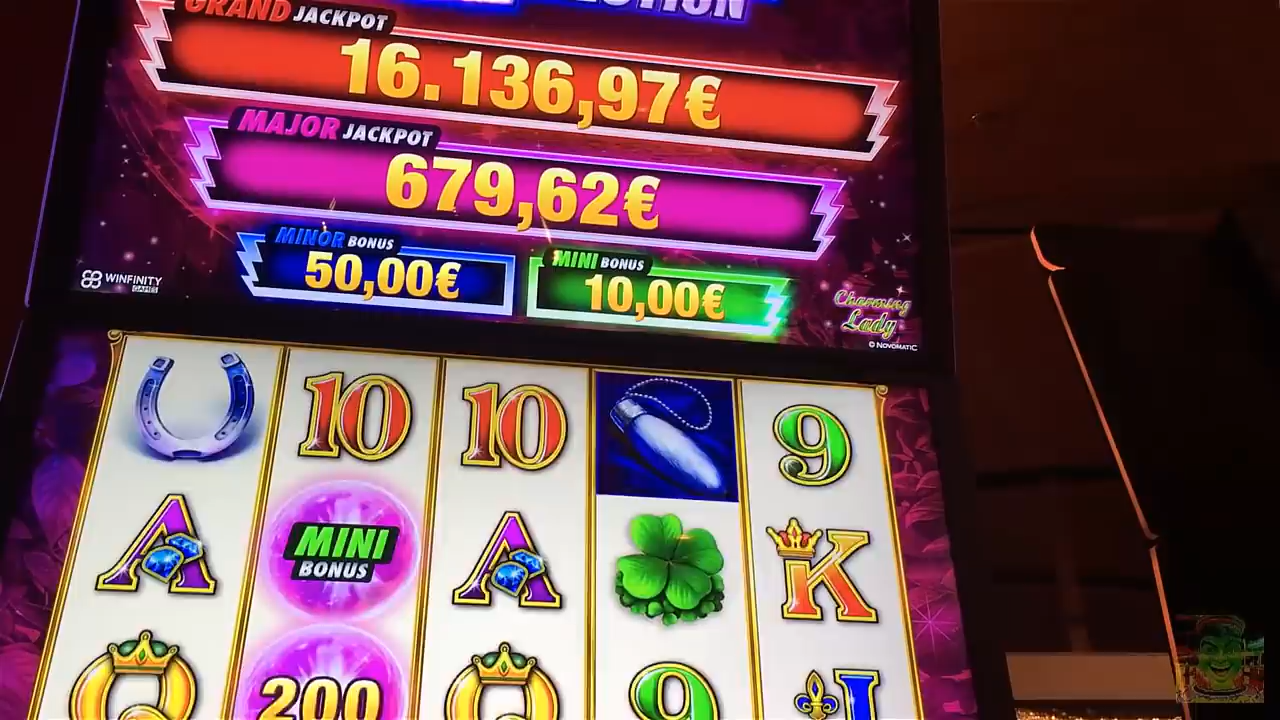 GRAND JACKPOT
16.136,97€
MAJOR JACKPOT
679,62€
MINOR BONUS
50,00€
MINI BONUS
10,00€
WINFINITY
GAMES
Charming
Lady
© NOVOMATIC
10
10
9
A
MINI
BONUS
A
K
Q
200
Q
9
J